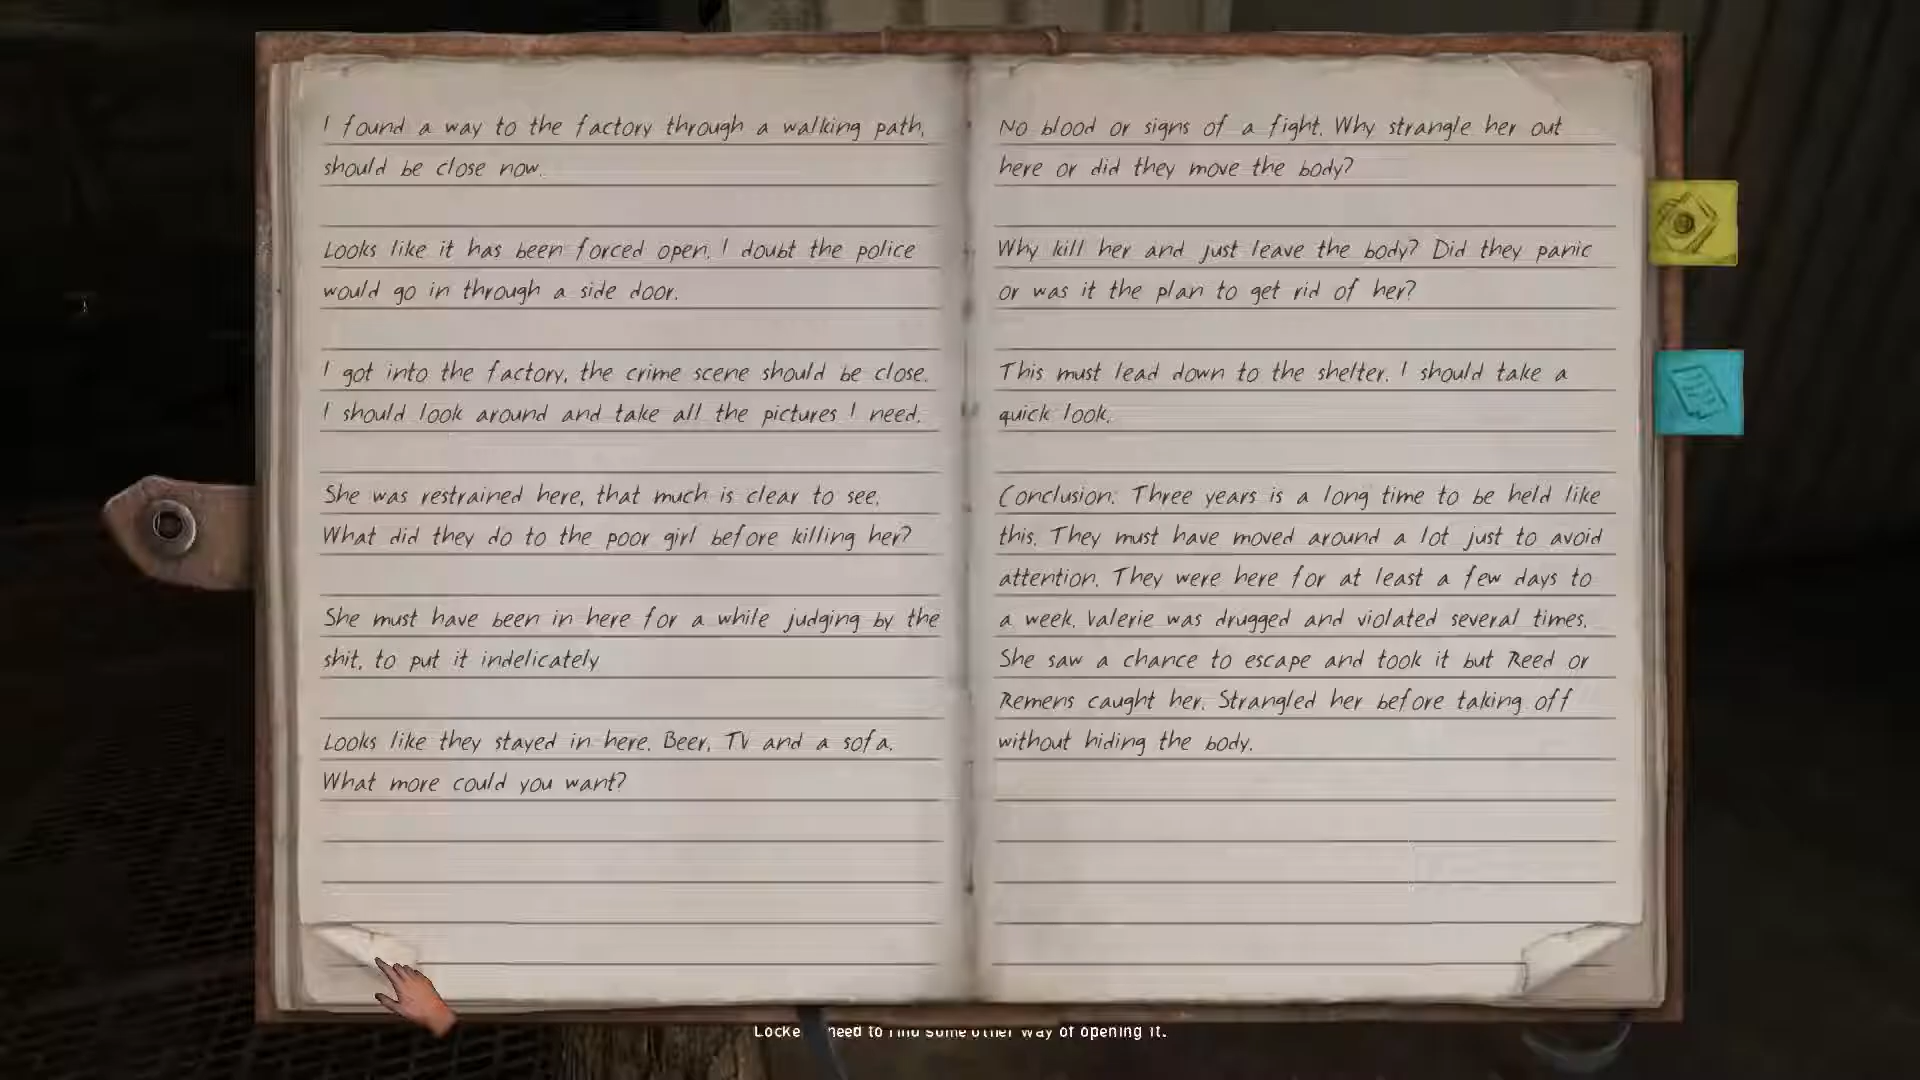 I found a way to the factory through a walking path,
should be close now.
Looks like it has been forced open. I doubt the police
would go in through a side door.
I got into the factory, the crime scene should be close.
I should look around and take all the pictures I need.
She was restrained here, that much is clear to see.
What did they do to the poor girl before killing her?
She must have been in here for a while judging by the
shit, to put it indelicately
Looks like they stayed in here. Beer, TV and a sofa.
What more could you want?
No blood or signs of a fight. Why strangle her out
here or did they move the body?
Why kill her and just leave the body? Did they panic
or was it the plan to get rid of her?
This must lead down to the shelter. I should take a
quick look.
Conclusion: Three years is a long time to be held like
this. They must have moved around a lot just to avoid
attention. They were here for at least a few days to
a week. Valerie was drugged and violated several times.
She saw a chance to escape and took it but Reed or
Remens caught her. Strangled her before taking off
without hiding the body.
need to find some other way of opening it.